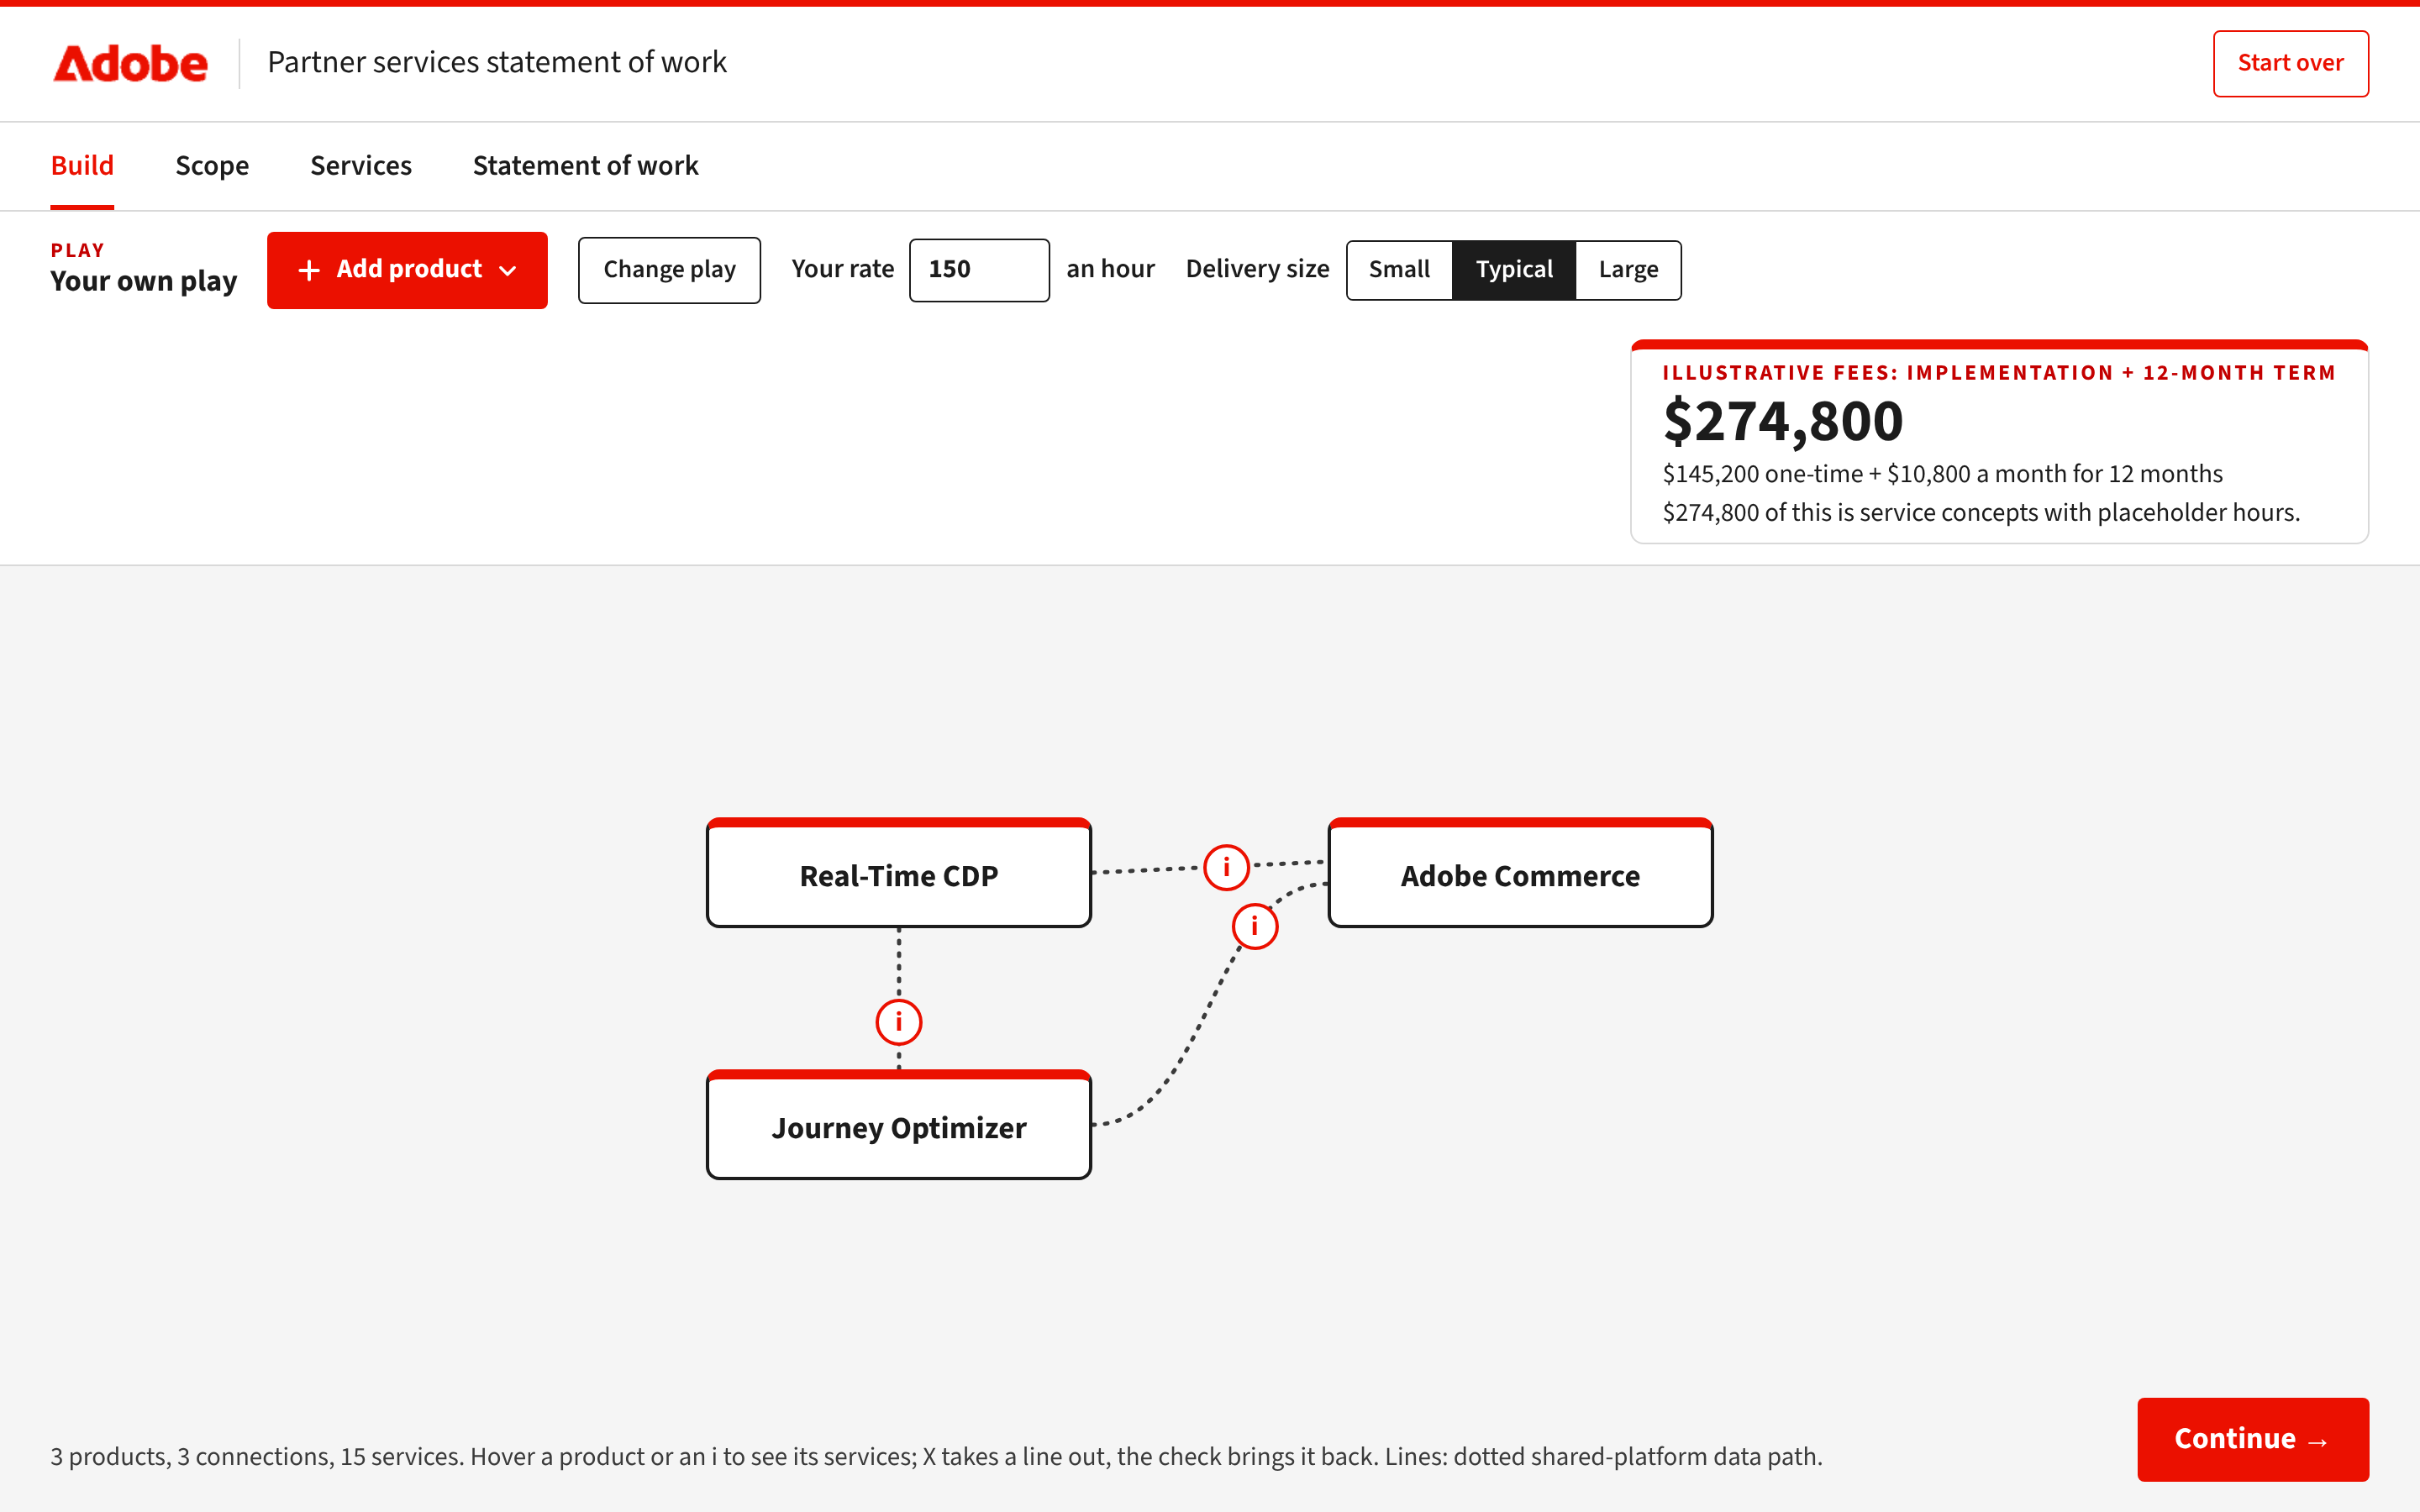 Adobe
Partner services statement of work
Start over
Build
Scope
Services
Statement of work
PLAY
Your own play
+ Add product
Change play
Your rate
150
an hour
Delivery size
Small
Typical
Large
ILLUSTRATIVE FEES: IMPLEMENTATION + 12-MONTH TERM
$274,800
$145,200 one-time + $10,800 a month for 12 months
$274,800 of this is service concepts with placeholder hours.
Real-Time CDP
i
Adobe Commerce
i
i
Journey Optimizer
Continue →
3 products, 3 connections, 15 services. Hover a product or an i to see its services; X takes a line out, the check brings it back. Lines: dotted shared-platform data path.